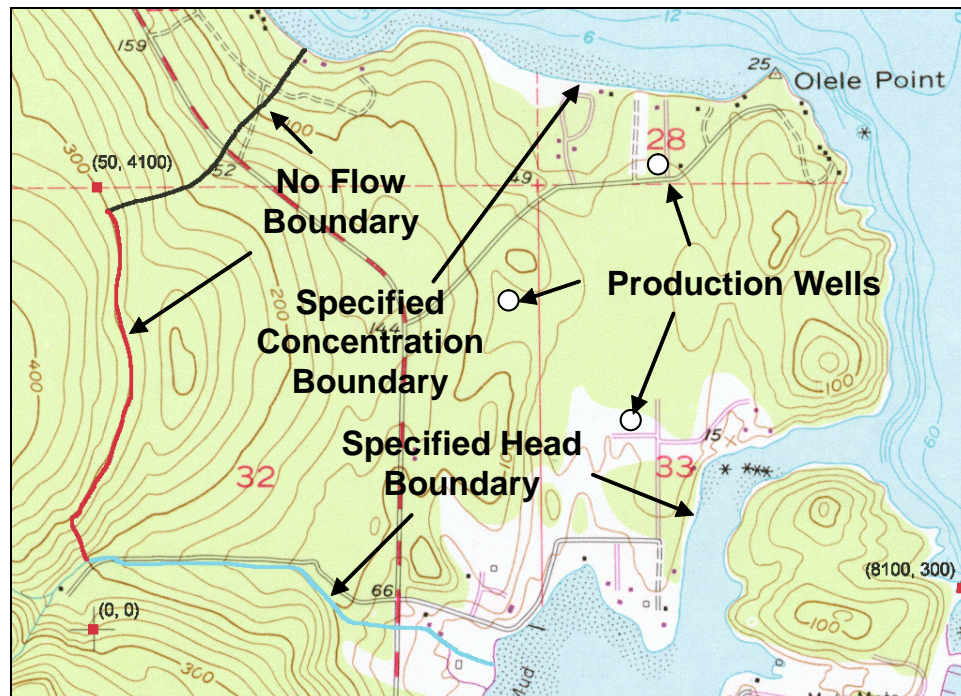 12
6
159
25
Olele Point
100
28
300
(50, 4100)
52
49
No Flow
Boundary
Production Wells
200
Specified
Concentration
Boundary
144
400
100
60
Specified Head
Boundary
15
32
33
66
(8100, 300)
(0, 0)
100
300
Mud